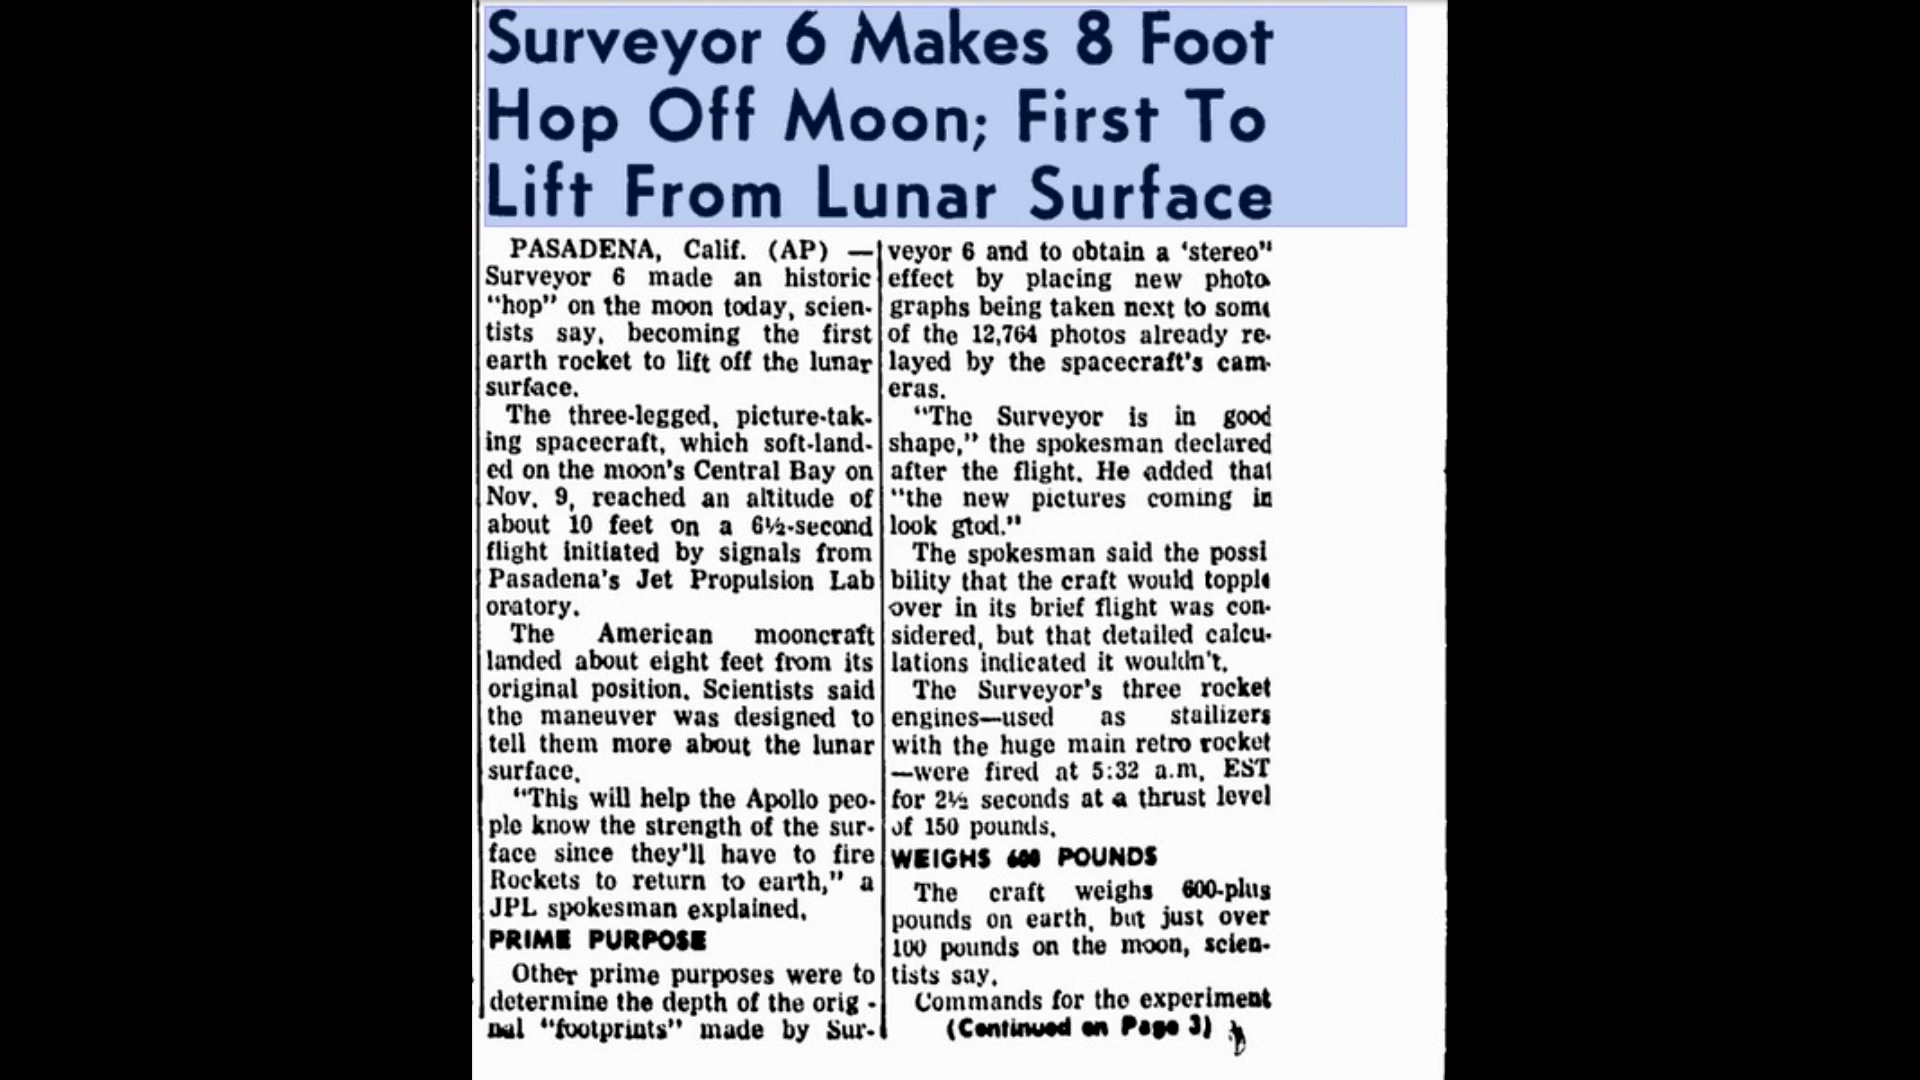 Surveyor 6 Makes 8 Foot
Hop Off Moon; First To
Lift From Lunar Surface
PASADENA, Calif. (AP) —
Surveyor 6 made an historic
"hop" on the moon today, scien-
tists say, becoming the first
earth rocket to lift off the lunar
surface.
The three-legged, picture-tak-
ing spacecraft, which soft-land-
ed on the moon's Central Bay on
Nov. 9, reached an altitude of
about 10 feet on a 6½-second
flight initiated by signals from
Pasadena's Jet Propulsion Lab
oratory.
The American mooncraft
landed about eight feet from its
original position. Scientists said
the maneuver was designed to
tell them more about the lunar
surface.
"This will help the Apollo peo-
ple know the strength of the sur-
face since they'll have to fire
Rockets to return to earth," a
JPL spokesman explained.
PRIME PURPOSE
Other prime purposes were to
determine the depth of the orig -
nal "footprints" made by Sur-
veyor 6 and to obtain a 'stereo"
effect by placing new photo-
graphs being taken next to some
of the 12,764 photos already re-
layed by the spacecraft's cam-
eras.
"The Surveyor is in good
shape," the spokesman declared
after the flight. He added that
"the new pictures coming in
look gtod."
The spokesman said the possi
bility that the craft would topple
over in its brief flight was con-
sidered, but that detailed calcu-
lations indicated it wouldn't.
The Surveyor's three rocket
engines—used as stailizers
with the huge main retro rocket
—were fired at 5:32 a.m. EST
for 2½ seconds at a thrust level
of 150 pounds.
WEIGHS 600 POUNDS
The craft weighs 600-plus
pounds on earth, but just over
100 pounds on the moon, scien-
tists say.
Commands for the experiment
(Continued on Page 3)